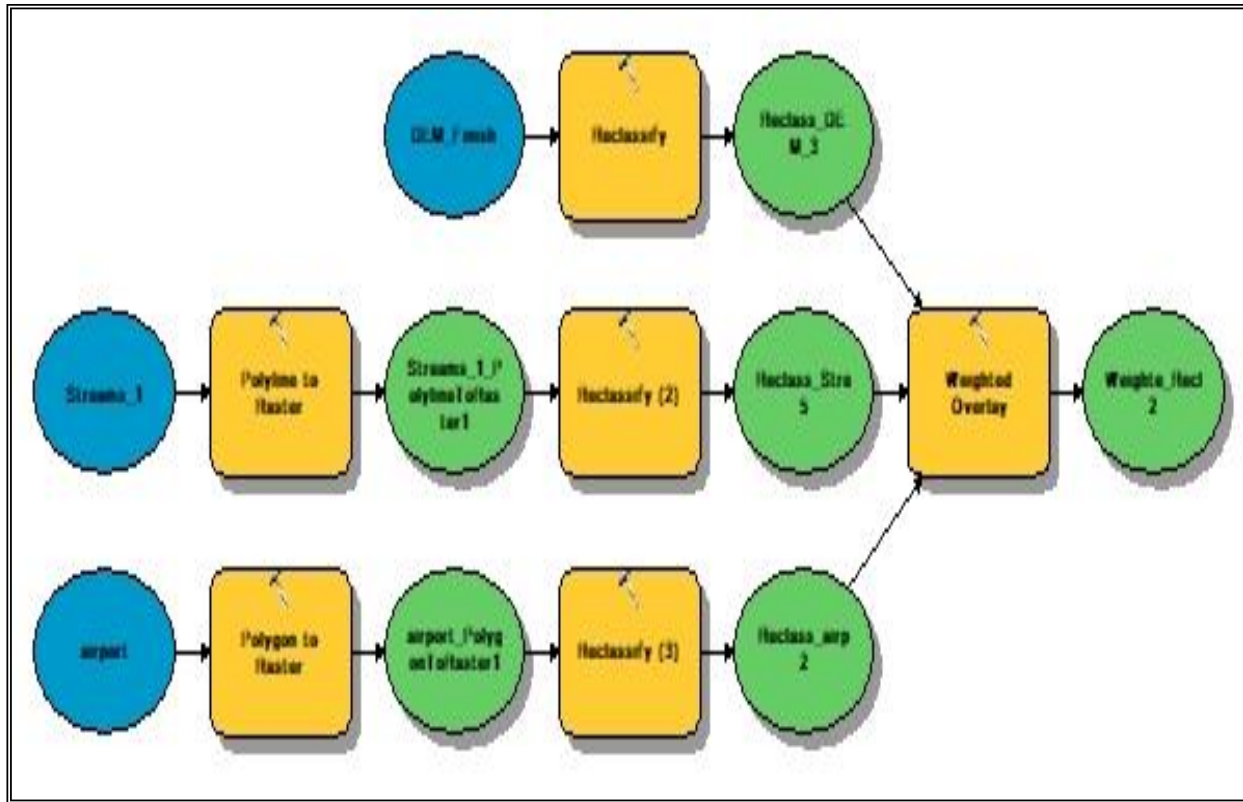 Reclassify
Reclass_DE
M_3
Streams_1
Polyline to
Raster
Streams_1_P
olylineToRas
ter1
Reclassify (2)
Reclass_Stre
5
Weighted
Overlay
Weighte_Recl
2
airport
Polygon to
Raster
airport_Polyg
onToRaster1
Reclassify (3)
Reclass_airp
2